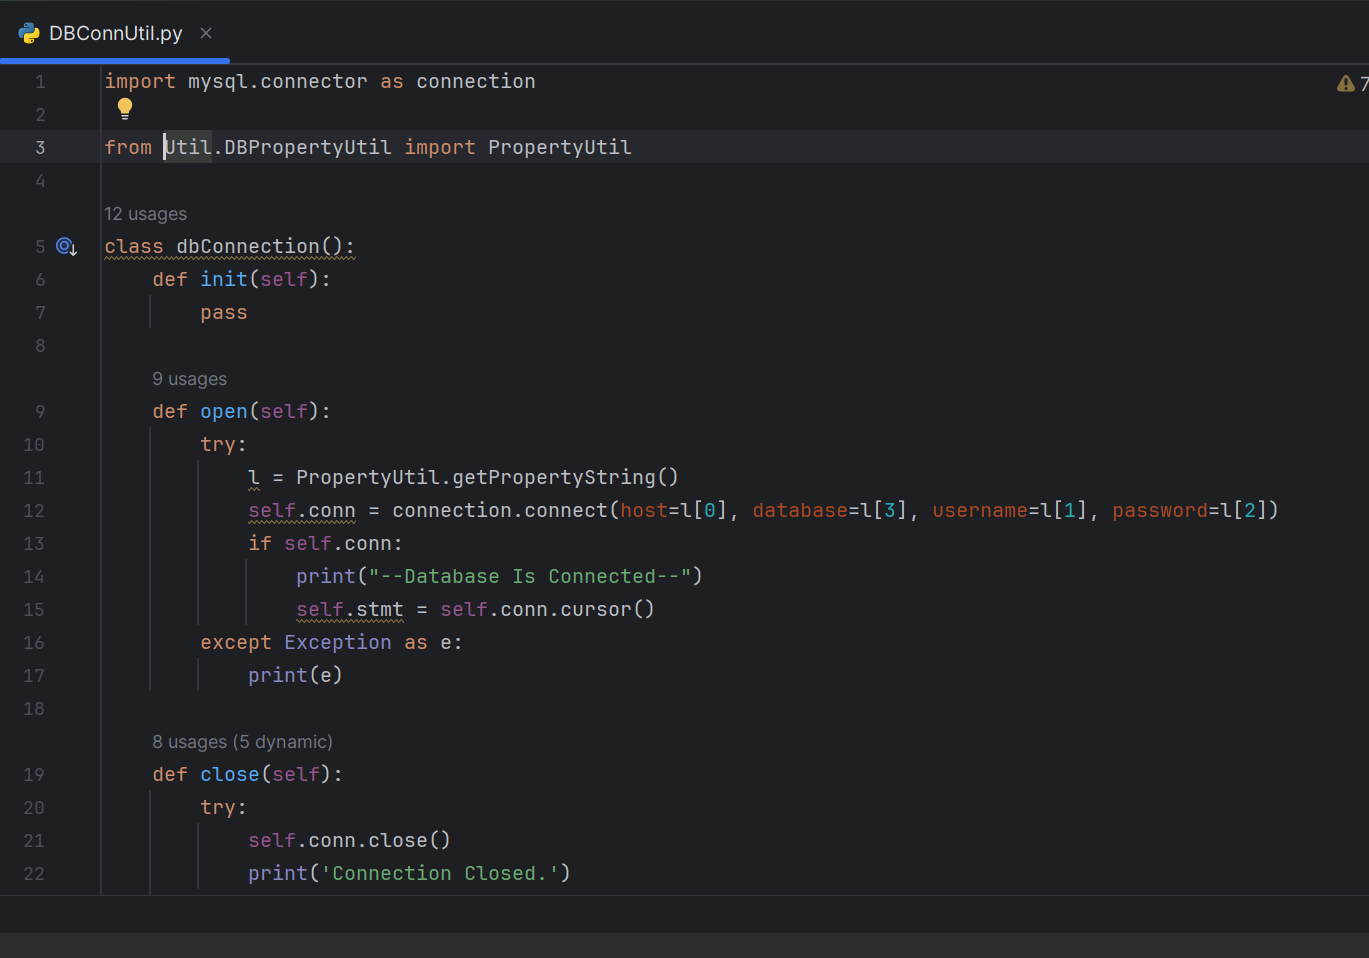 DBConnUtil.py
1 import mysql.connector as connection 7
2
3 from Util.DBPropertyUtil import PropertyUtil
4
12 usages
5 class dbConnection():
6     def init(self):
7         pass
8
9 usages
9     def open(self):
10         try:
11             l = PropertyUtil.getPropertyString()
12             self.conn = connection.connect(host=l[0], database=l[3], username=l[1], password=l[2])
13             if self.conn:
14                 print("--Database Is Connected--")
15                 self.stmt = self.conn.cursor()
16         except Exception as e:
17             print(e)
18
8 usages (5 dynamic)
19     def close(self):
20         try:
21             self.conn.close()
22             print('Connection Closed.')